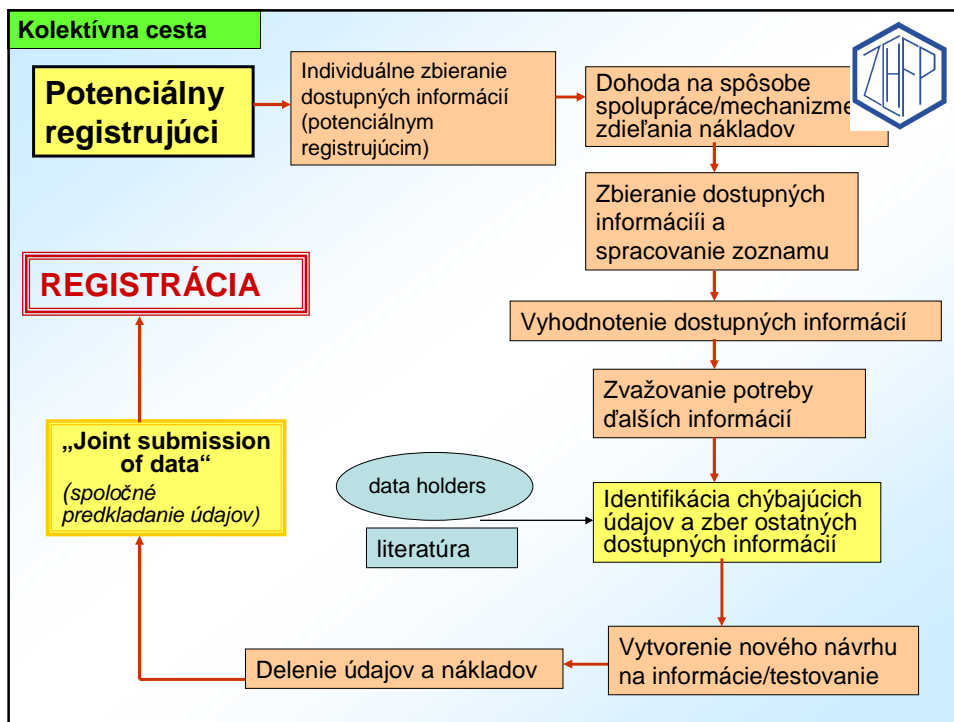 Kolektívna cesta
Potenciálny
registrujúci
Individuálne zbieranie
dostupných informácií
(potenciálnym
registrujúcim)
Dohoda na spôsobe
spolupráce/mechanizme
zdieľania nákladov
ZCHFP
Zbieranie dostupných
informáciíi a
spracovanie zoznamu
Vyhodnotenie dostupných informácií
Zvažovanie potreby
ďalších informácií
data holders
literatúra
Identifikácia chýbajúcich
údajov a zber ostatných
dostupných informácií
Vytvorenie nového návrhu
na informácie/testovanie
Delenie údajov a nákladov
„Joint submission
of data“
(spoločné
predkladanie údajov)
REGISTRÁCIA